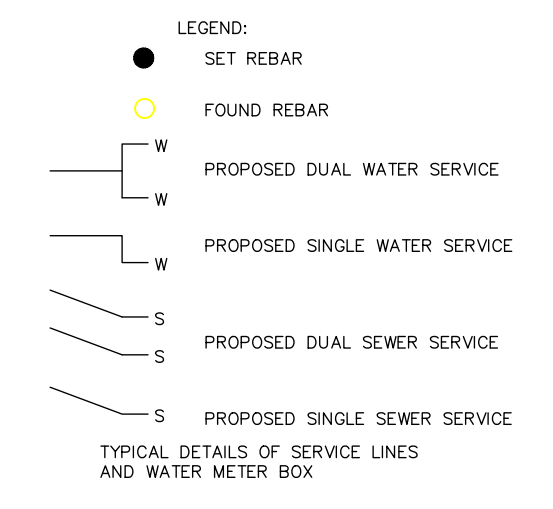 LEGEND:
SET REBAR
FOUND REBAR
W
PROPOSED DUAL WATER SERVICE
W
PROPOSED SINGLE WATER SERVICE
W
S
PROPOSED DUAL SEWER SERVICE
S
S
PROPOSED SINGLE SEWER SERVICE
TYPICAL DETAILS OF SERVICE LINES
AND WATER METER BOX